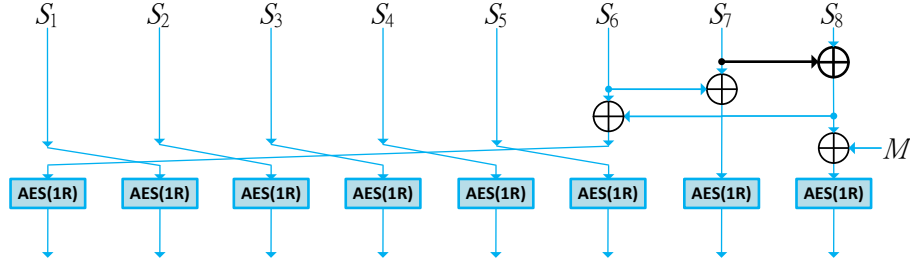 S1 S2 S3 S4 S5 S6 S7 S8
M
AES(1R) AES(1R) AES(1R) AES(1R) AES(1R) AES(1R) AES(1R) AES(1R)